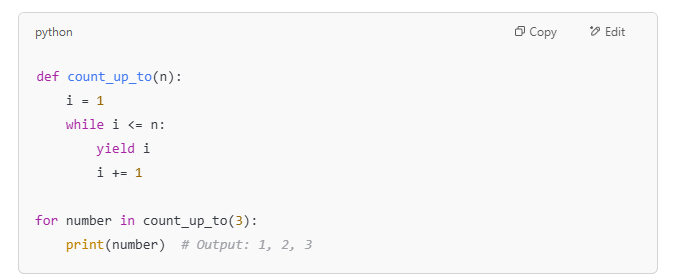 python Copy Edit
def count_up_to(n):
    i = 1
    while i <= n:
        yield i
        i += 1
for number in count_up_to(3):
    print(number)  # Output: 1, 2, 3